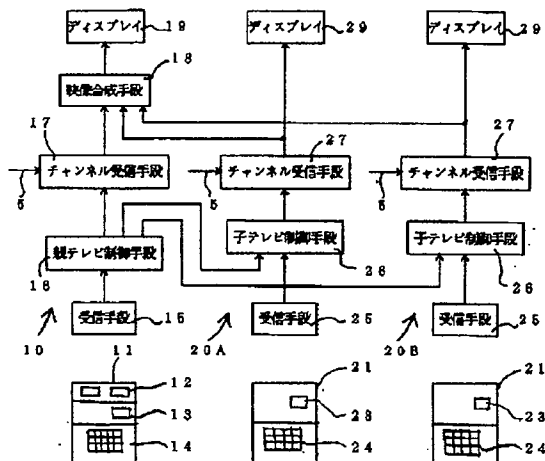 ディスプレイ 19 ディスプレイ 29 ディスプレイ 29
映像合成手段 18
17 27 27
チャンネル受信手段 チャンネル受信手段 チャンネル受信手段
5 5 5
親テレビ制御手段 子テレビ制御手段 子テレビ制御手段
16 26 26
受信手段 15 受信手段 25 受信手段 25
10 20A 20B
11 21 21
12
13 23 23
14 24 24